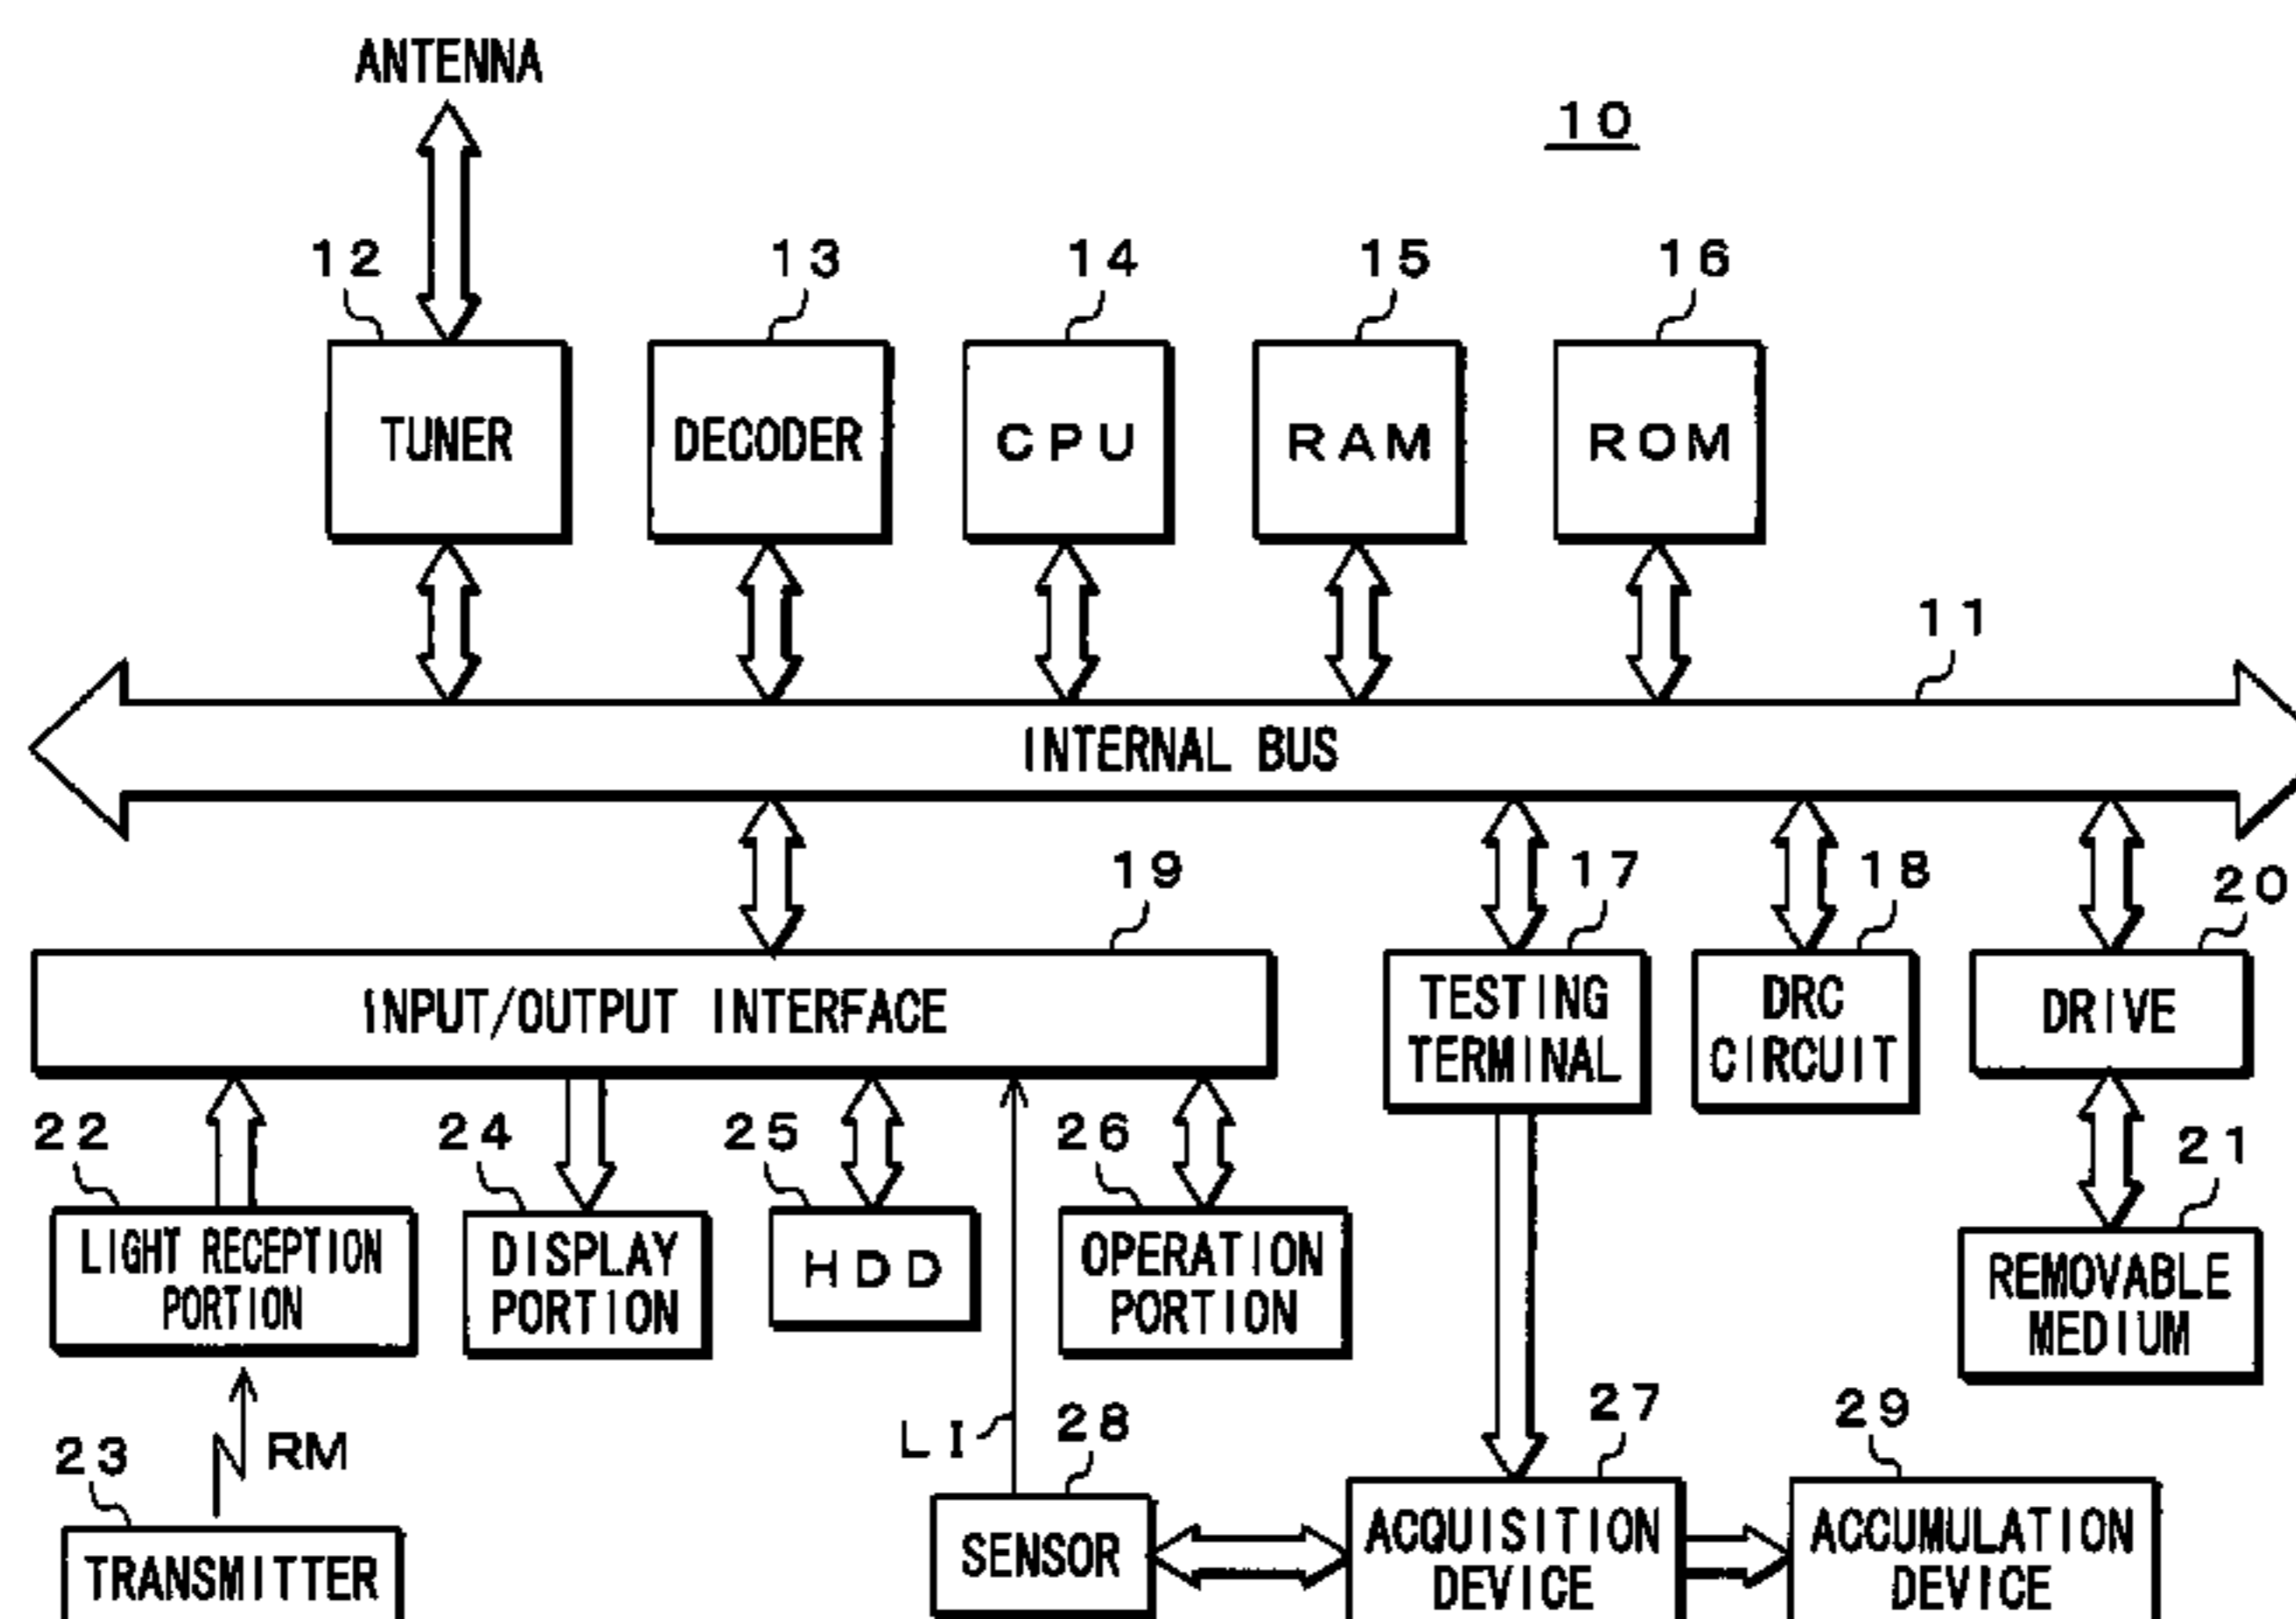 ANTENNA
10
12
13
14
15
16
TUNER
DECODER
CPU
RAM
ROM
11
INTERNAL BUS
19
17
18
20
INPUT/OUTPUT INTERFACE
TESTING
TERMINAL
DRC
CIRCUIT
DRIVE
22
24
25
26
21
LIGHT RECEPTION
PORTION
DISPLAY
PORTION
HDD
OPERATION
PORTION
REMOVABLE
MEDIUM
RM
LI
23
28
27
29
TRANSMITTER
SENSOR
ACQUISITION
DEVICE
ACCUMULATION
DEVICE